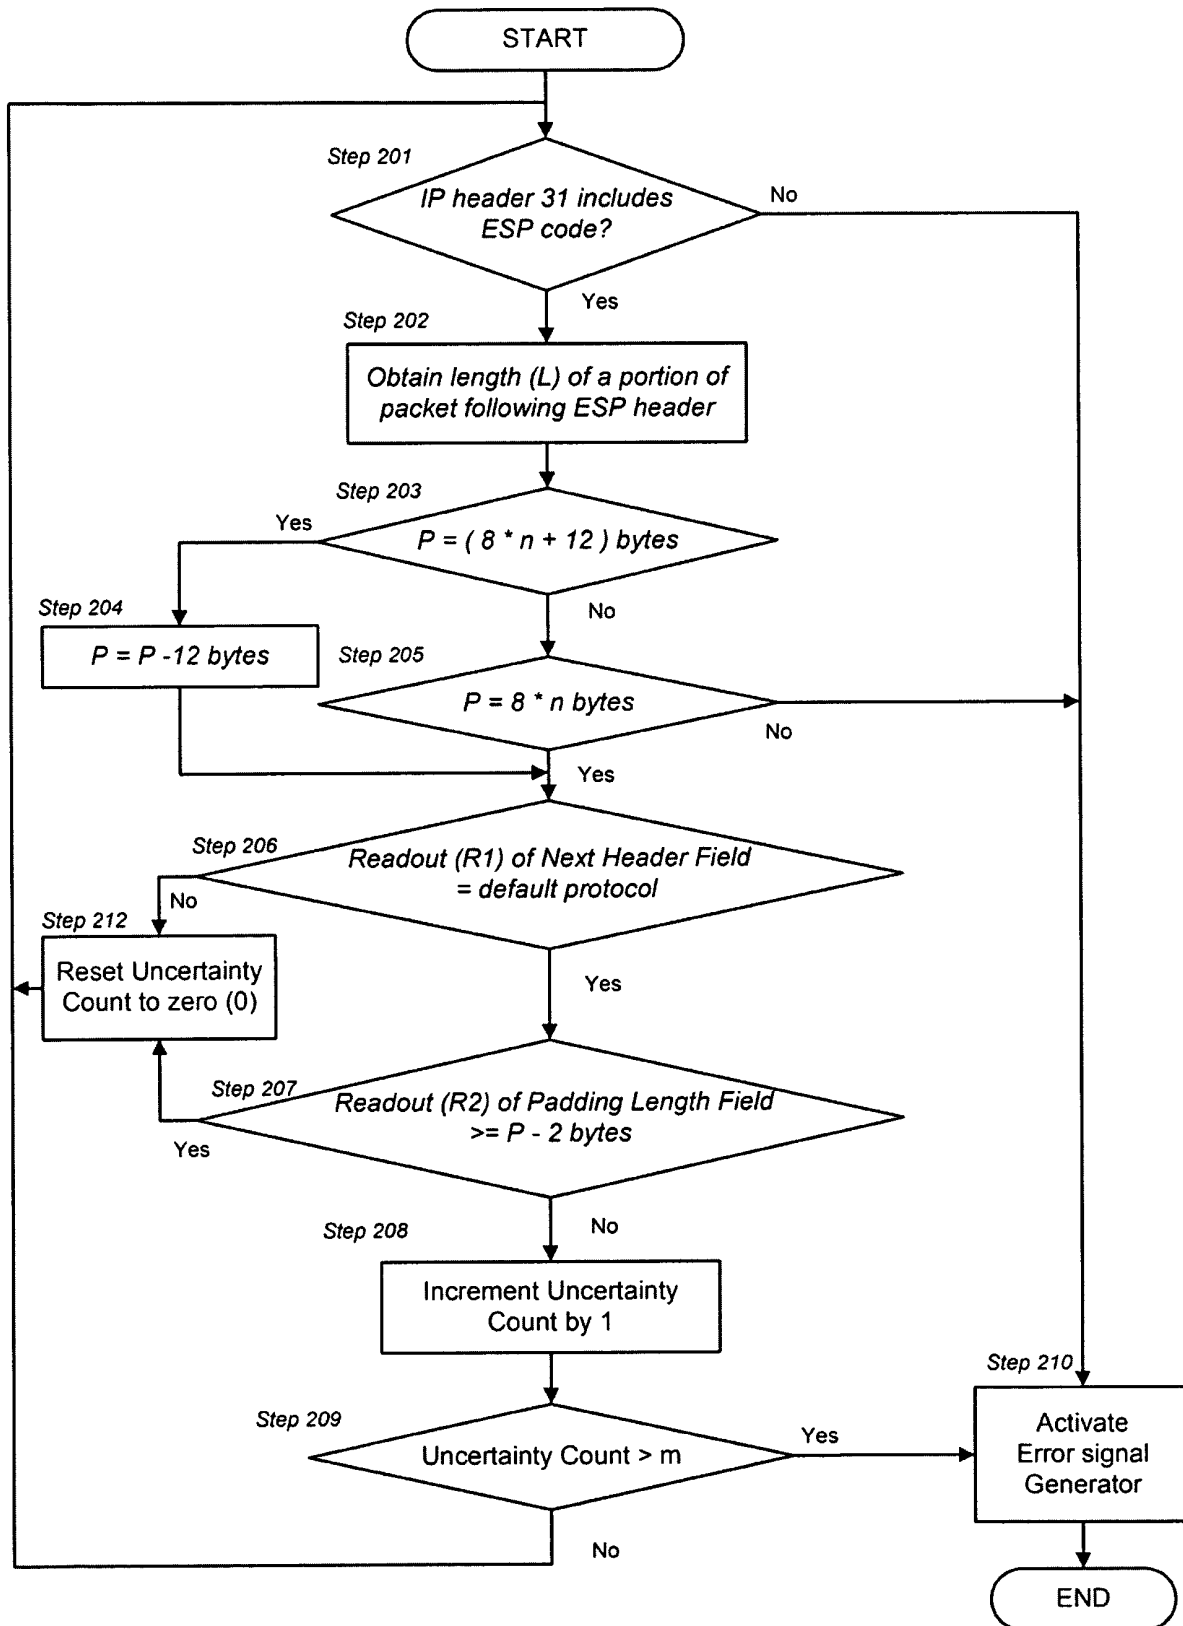 START
Step 201
IP header 31 includes
ESP code?
No
Yes
Step 202
Obtain length (L) of a portion of
packet following ESP header
Step 203
Yes
P = ( 8 * n + 12 ) bytes
No
Step 204
P = P -12 bytes
Step 205
P = 8 * n bytes
No
Yes
Step 206
Readout (R1) of Next Header Field
= default protocol
No
Step 212
Reset Uncertainty
Count to zero (0)
Yes
Step 207
Readout (R2) of Padding Length Field
>= P - 2 bytes
Yes
No
Step 208
Increment Uncertainty
Count by 1
Step 209
Uncertainty Count > m
Yes
No
Step 210
Activate
Error signal
Generator
END